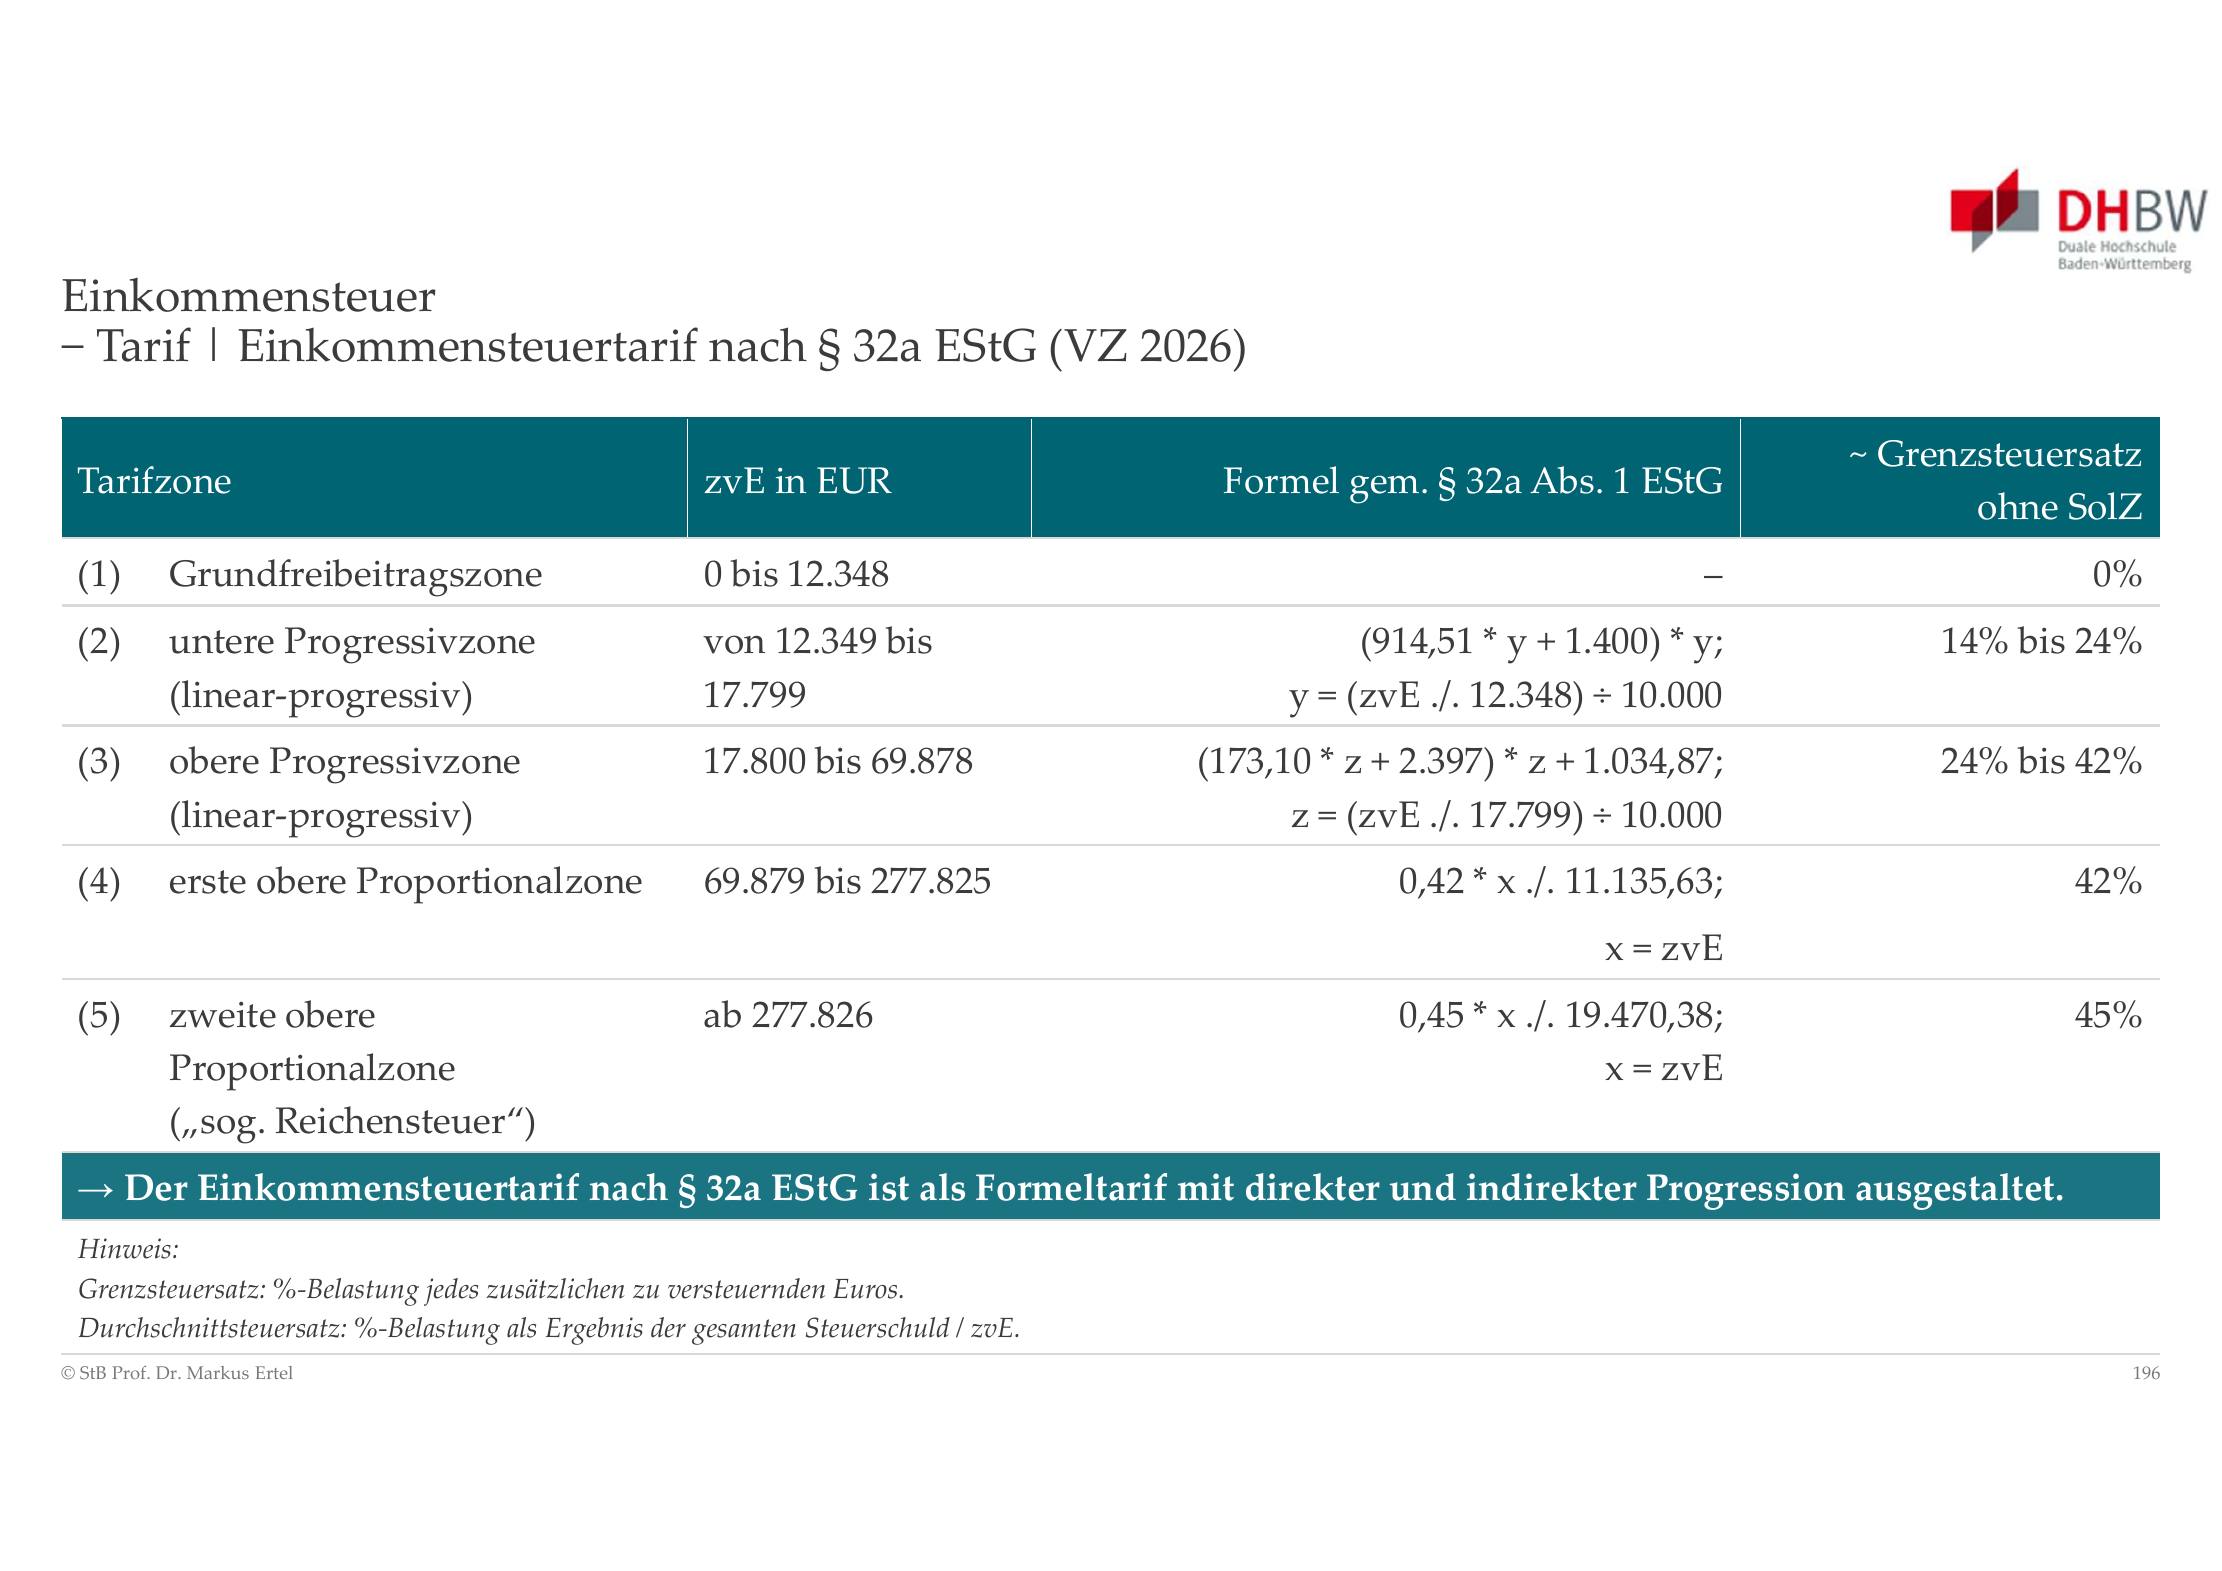 DHBW
Duale Hochschule
Baden-Württemberg
Einkommensteuer
– Tarif | Einkommensteuertarif nach § 32a EStG (VZ 2026)
Tarifzone
zvE in EUR
Formel gem. § 32a Abs. 1 EStG
~ Grenzsteuersatz
ohne SolZ
(1) Grundfreibeitragszone
0 bis 12.348
–
0%
(2) untere Progressivzone
(linear-progressiv)
von 12.349 bis
17.799
(914,51 * y + 1.400) * y;
y = (zvE ./. 12.348) ÷ 10.000
14% bis 24%
(3) obere Progressivzone
(linear-progressiv)
17.800 bis 69.878
(173,10 * z + 2.397) * z + 1.034,87;
z = (zvE ./. 17.799) ÷ 10.000
24% bis 42%
(4) erste obere Proportionalzone
69.879 bis 277.825
0,42 * x ./. 11.135,63;
x = zvE
42%
(5) zweite obere
Proportionalzone
(„sog. Reichensteuer“)
ab 277.826
0,45 * x ./. 19.470,38;
x = zvE
45%
→ Der Einkommensteuertarif nach § 32a EStG ist als Formeltarif mit direkter und indirekter Progression ausgestaltet.
Hinweis:
Grenzsteuersatz: %-Belastung jedes zusätzlichen zu versteuernden Euros.
Durchschnittsteuersatz: %-Belastung als Ergebnis der gesamten Steuerschuld / zvE.
© StB Prof. Dr. Markus Ertel
196